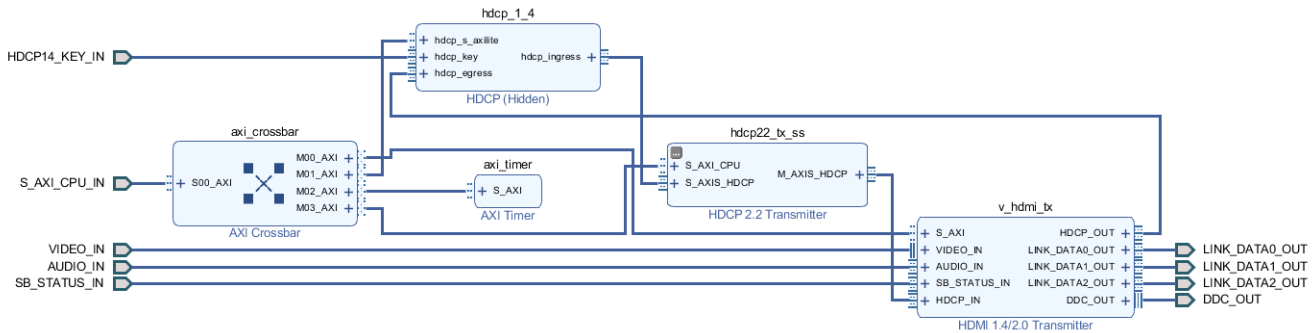 hdcp_1_4
hdcp_s_axilite
HDCP14_KEY_IN
hdcp_key
hdcp_ingress
hdcp_egress
HDCP (Hidden)
axi_crossbar
hdcp22_tx_ss
M00_AXI
axi_timer
...
S_AXI_CPU
M01_AXI
M_AXIS_HDCP
S_AXI_CPU_IN
S00_AXI
S_AXIS_HDCP
M02_AXI
S_AXI
M03_AXI
AXI Timer
HDCP 2.2 Transmitter
v_hdmi_tx
AXI Crossbar
S_AXI
HDCP_OUT
VIDEO_IN
VIDEO_IN
LINK_DATA0_OUT
LINK_DATA0_OUT
AUDIO_IN
AUDIO_IN
LINK_DATA1_OUT
LINK_DATA1_OUT
SB_STATUS_IN
SB_STATUS_IN
LINK_DATA2_OUT
LINK_DATA2_OUT
HDCP_IN
DDC_OUT
DDC_OUT
HDMI 1.4/2.0 Transmitter